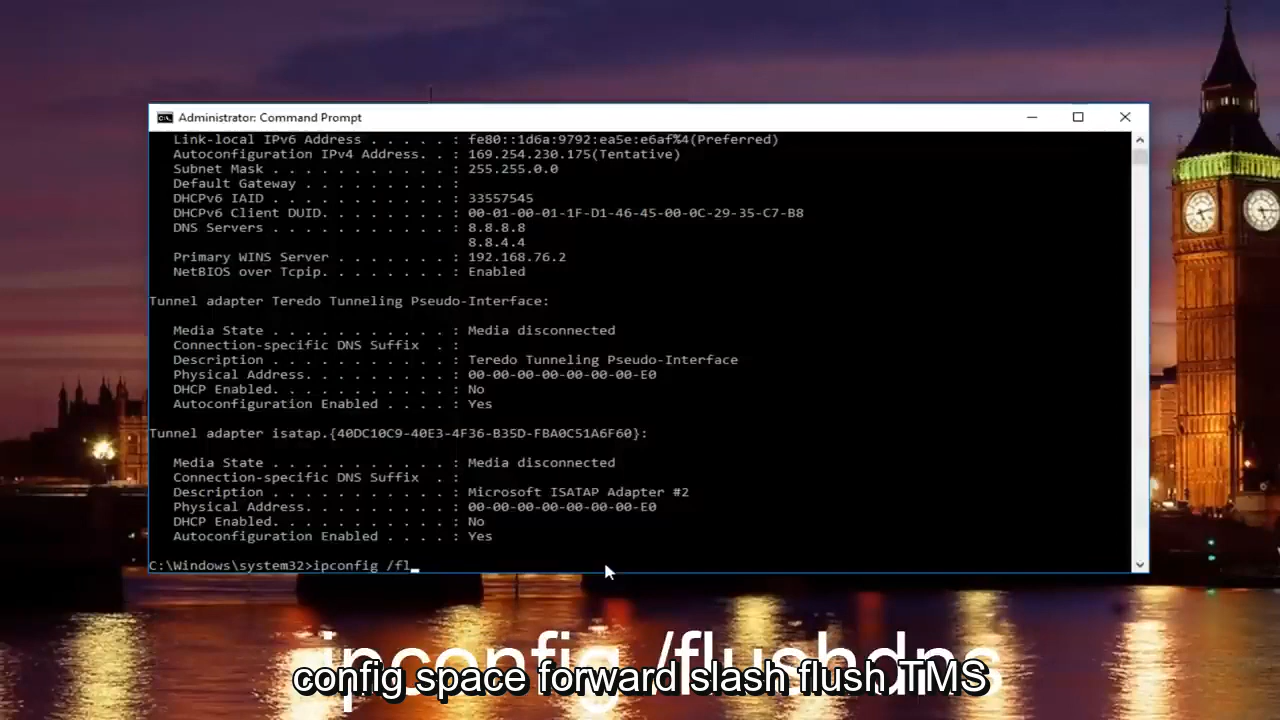 Administrator: Command Prompt
Link-local IPv6 Address . . . . . : fe80::1d6a:9792:ea5e:e6af%4(Preferred)
Autoconfiguration IPv4 Address. . : 169.254.230.175(Tentative)
Subnet Mask . . . . . . . . . . . : 255.255.0.0
Default Gateway . . . . . . . . . :
DHCPv6 IAID . . . . . . . . . . . : 33557545
DHCPv6 Client DUID. . . . . . . . : 00-01-00-01-1F-D1-46-45-00-0C-29-35-C7-B8
DNS Servers . . . . . . . . . . . : 8.8.8.8
8.8.4.4
Primary WINS Server . . . . . . . : 192.168.76.2
NetBIOS over Tcpip. . . . . . . . : Enabled
Tunnel adapter Teredo Tunneling Pseudo-Interface:
Media State . . . . . . . . . . . : Media disconnected
Connection-specific DNS Suffix  . :
Description . . . . . . . . . . . : Teredo Tunneling Pseudo-Interface
Physical Address. . . . . . . . . : 00-00-00-00-00-00-00-E0
DHCP Enabled. . . . . . . . . . . : No
Autoconfiguration Enabled . . . . : Yes
Tunnel adapter isatap.{40DC10C9-40E3-4F36-B35D-FBA0C51A6F60}:
Media State . . . . . . . . . . . : Media disconnected
Connection-specific DNS Suffix  . :
Description . . . . . . . . . . . : Microsoft ISATAP Adapter #2
Physical Address. . . . . . . . . : 00-00-00-00-00-00-00-E0
DHCP Enabled. . . . . . . . . . . : No
Autoconfiguration Enabled . . . . : Yes
C:\Windows\system32>ipconfig /fl_
ipconfig /flushdns
config space forward slash flush TMS